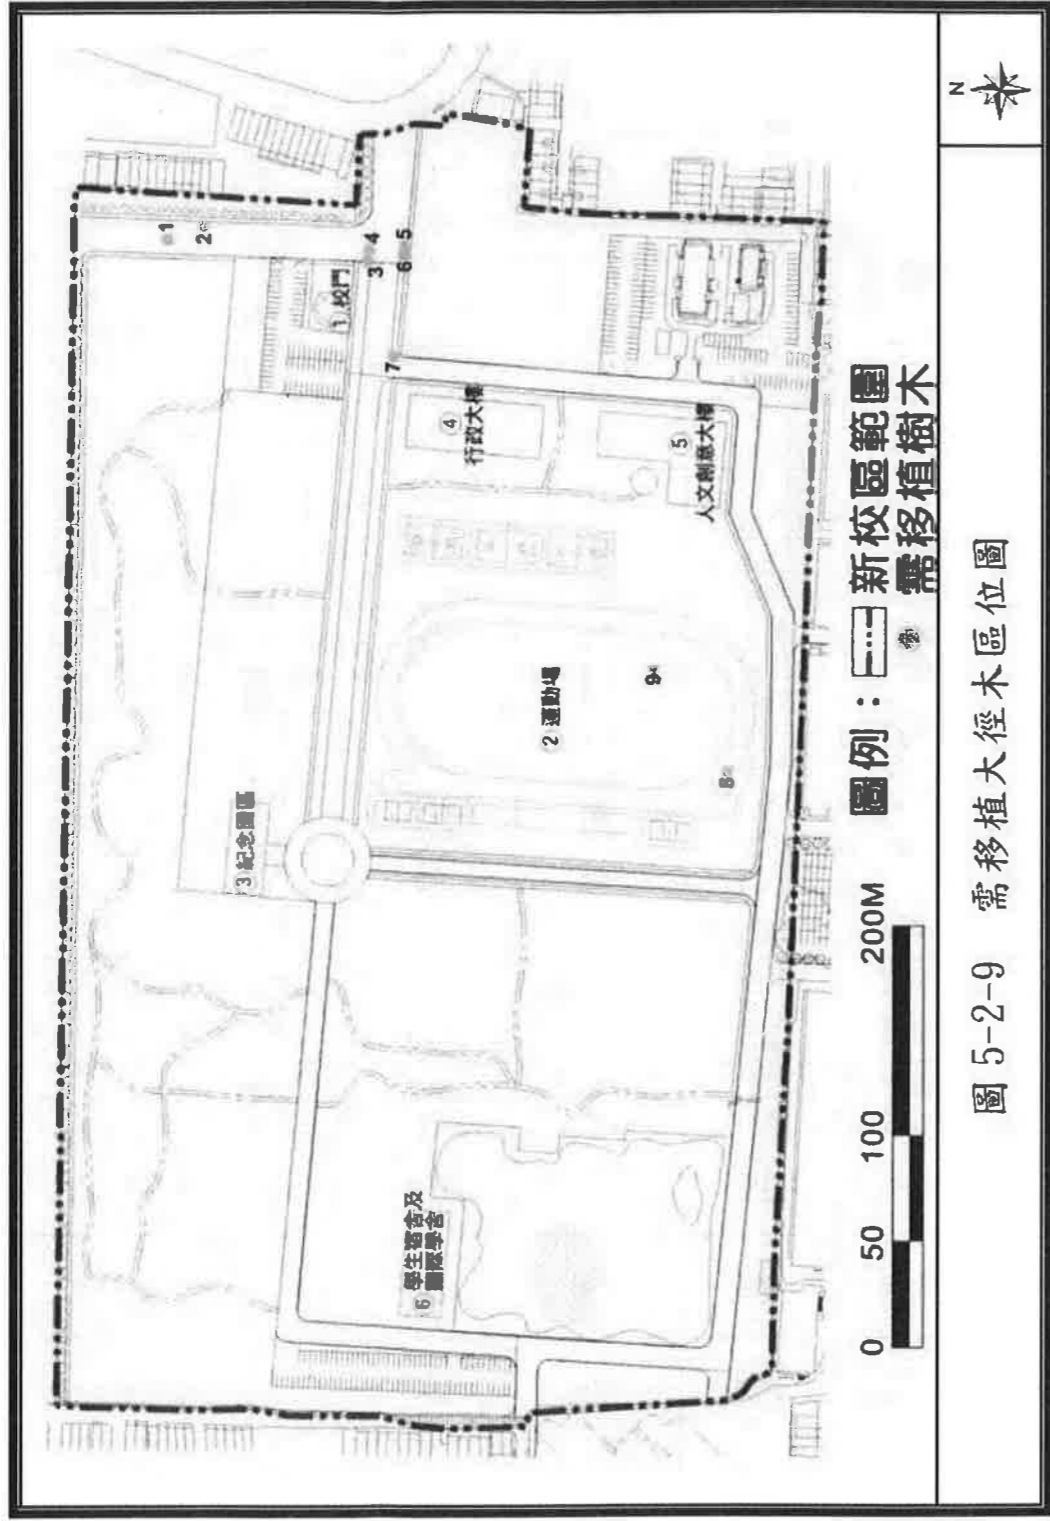 N
1
2
3
4
6
5
7
① 校門
④
行政大樓
⑤
人文創意大樓
② 運動場
9
8
③ 紀念園區
⑥ 學生宿舍及
國際學舍
圖例：
新校區範圍
需移植樹木
0 50 100 200M
圖 5-2-9 需移植大徑木區位圖